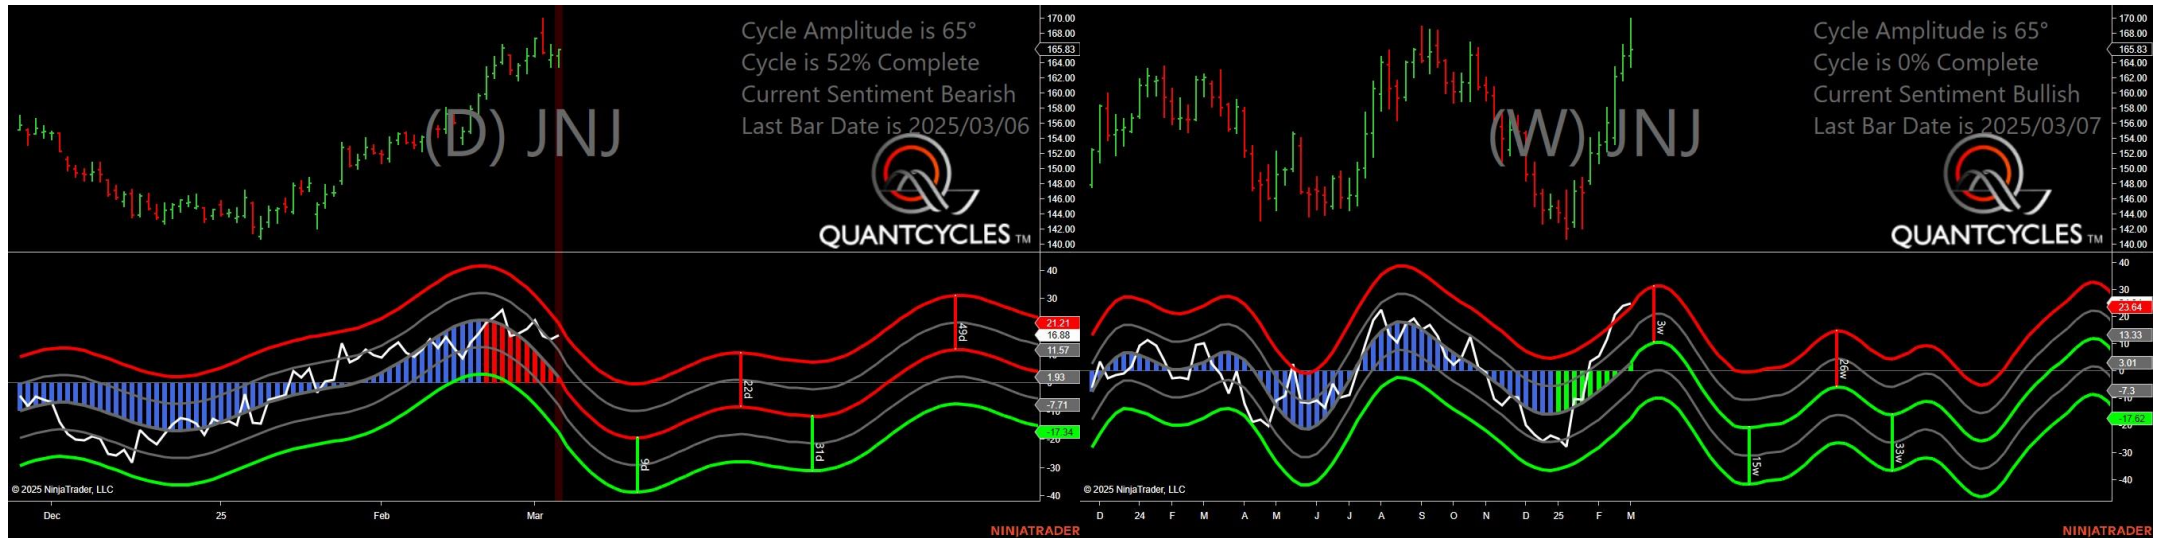 Cycle Amplitude is 65°
Cycle is 52% Complete
Current Sentiment Bearish
Last Bar Date is 2025/03/06
(D) JNJ
QUANTCYCLES TM
170.00
168.00
165.83
164.00
162.00
160.00
158.00
156.00
154.00
152.00
150.00
148.00
146.00
144.00
142.00
140.00
40
30
21.21
16.88
11.57
1.93
-7.71
-17.34
-30
-40
9d
22d
31d
49d
© 2025 NinjaTrader, LLC
Dec 25 Feb Mar
NINJATRADER
Cycle Amplitude is 65°
Cycle is 0% Complete
Current Sentiment Bullish
Last Bar Date is 2025/03/07
(W) JNJ
QUANTCYCLES TM
170.00
168.00
165.83
164.00
162.00
160.00
158.00
156.00
154.00
152.00
150.00
148.00
146.00
144.00
142.00
140.00
40
30
23.64
20
13.33
10
3.01
-7.3
-17.62
-30
-40
3w
15w
26w
33w
© 2025 NinjaTrader, LLC
D 24 F M A M J J A S O N D 25 F M
NINJATRADER